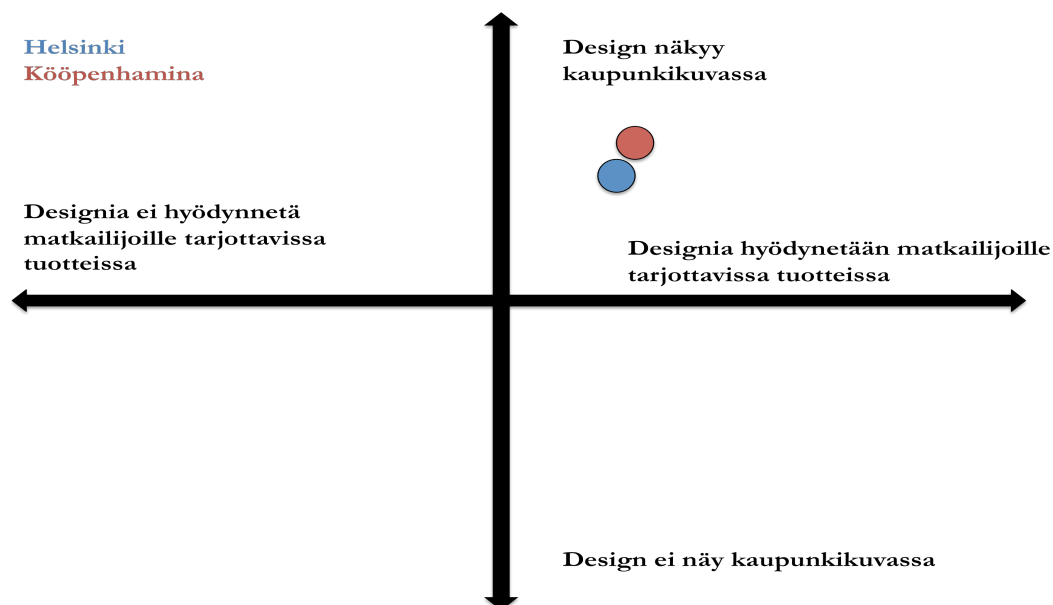 Helsinki
Kööpenhamina
Design näkyy
kaupunkikuvassa
Designia ei hyödynnetä
matkailijoille tarjottavissa
tuotteissa
Designia hyödynetään matkailijoille
tarjottavissa tuotteissa
Design ei näy kaupunkikuvassa